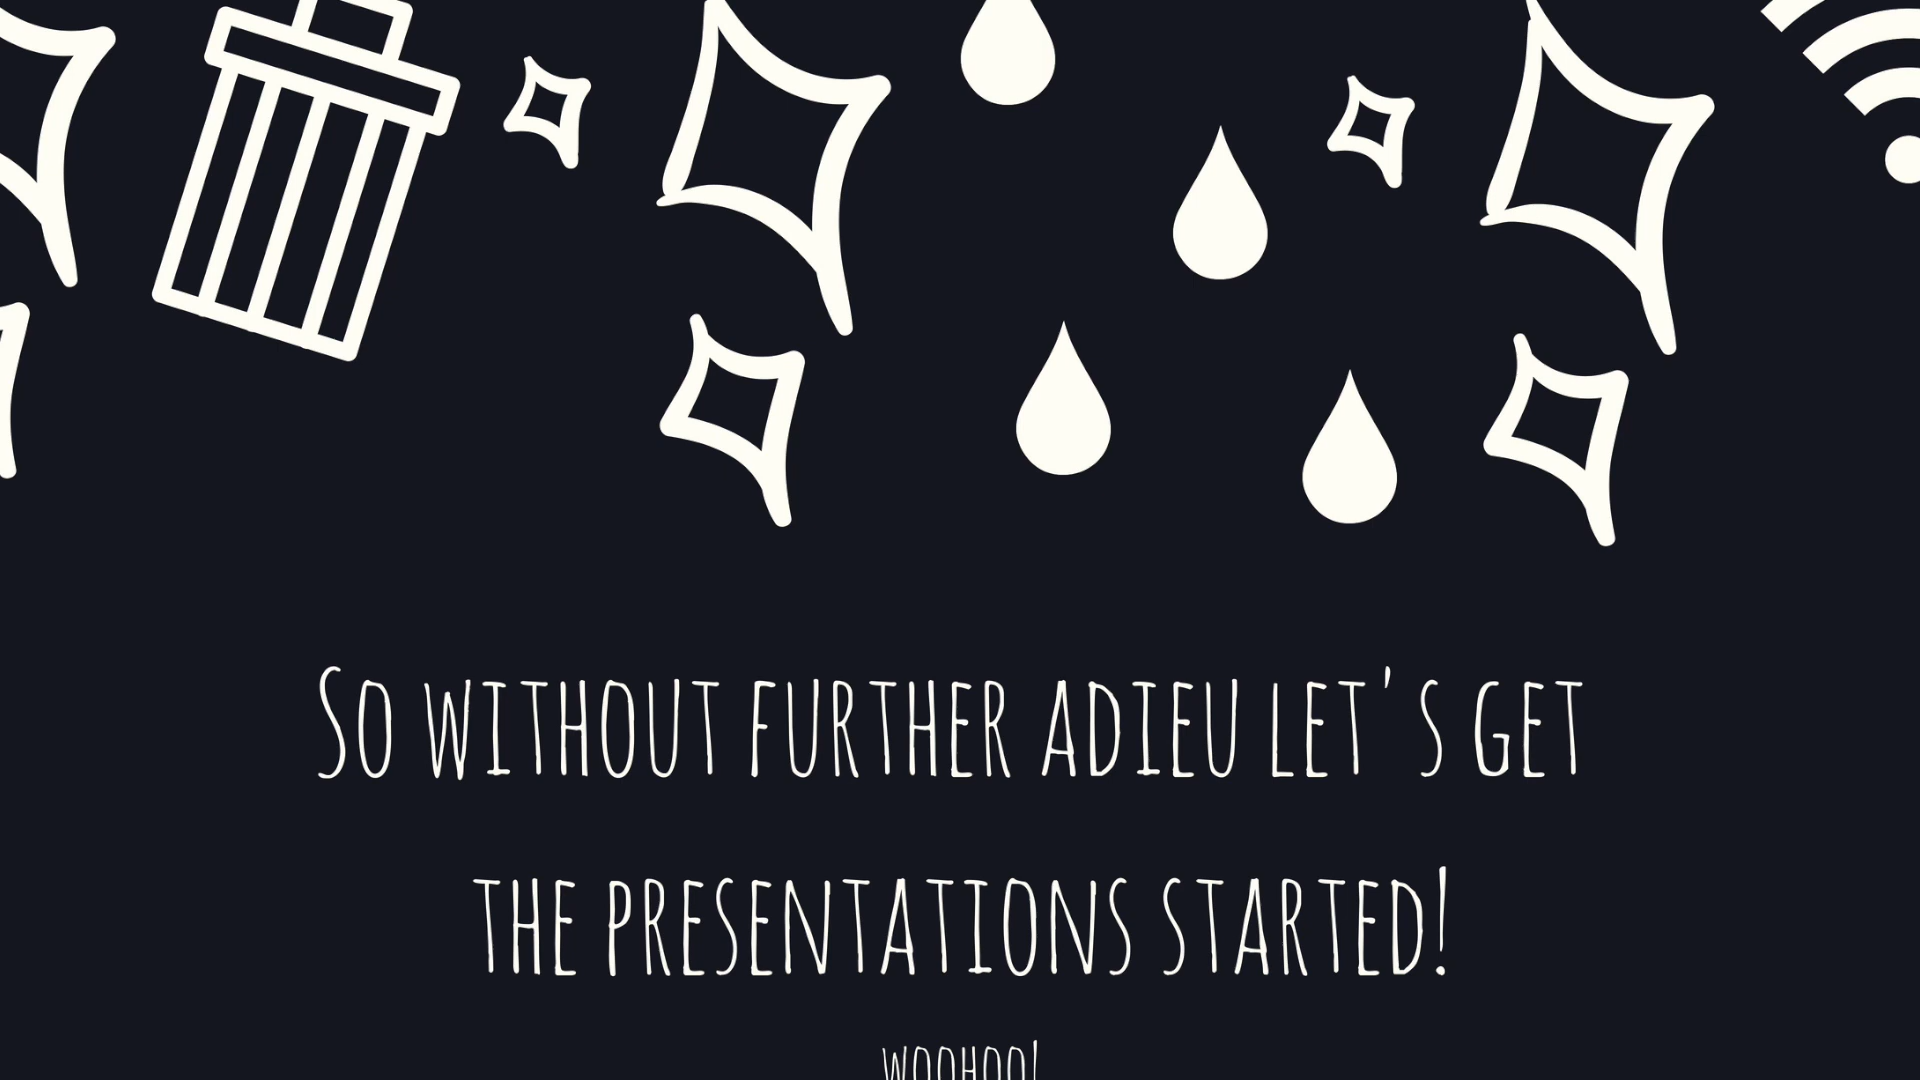 So without further adieu let's get
the presentations started!
woohoo!